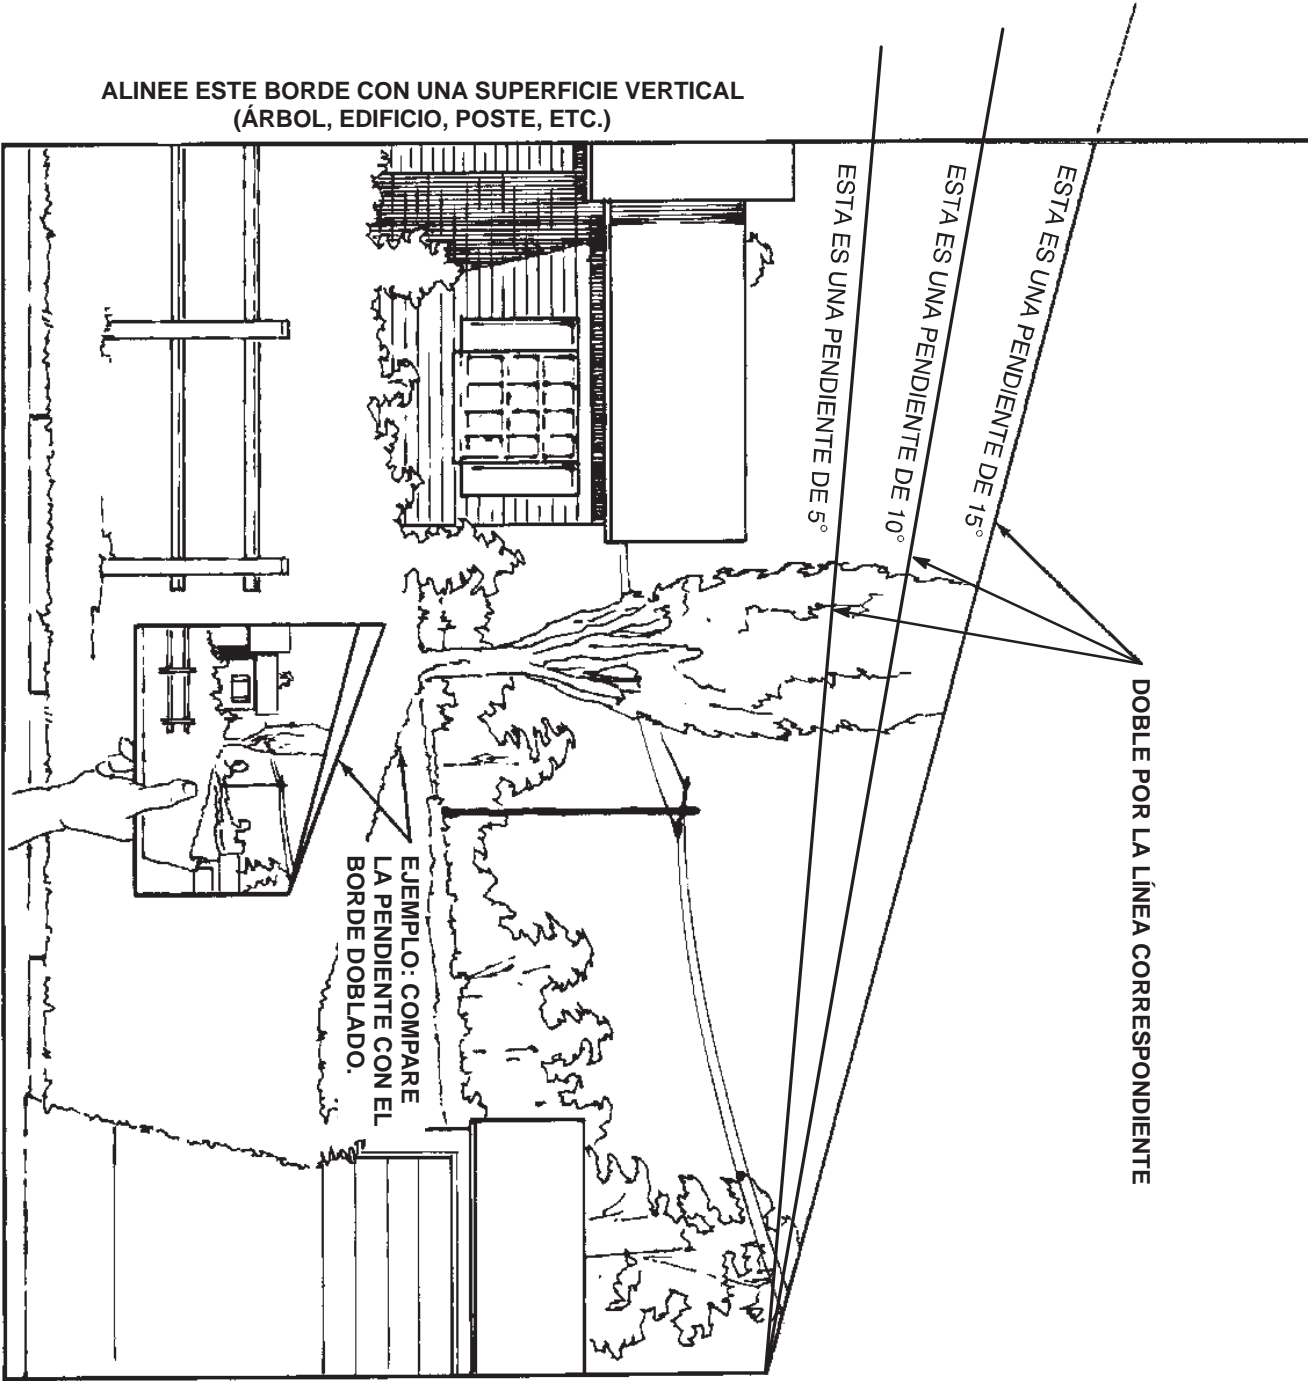 ALINEE ESTE BORDE CON UNA SUPERFICIE VERTICAL
(ÁRBOL, EDIFICIO, POSTE, ETC.)
DOBLE POR LA LÍNEA CORRESPONDIENTE
ESTA ES UNA PENDIENTE DE 15°
ESTA ES UNA PENDIENTE DE 10°
ESTA ES UNA PENDIENTE DE 5°
EJEMPLO: COMPARE
LA PENDIENTE CON EL
BORDE DOBLADO.